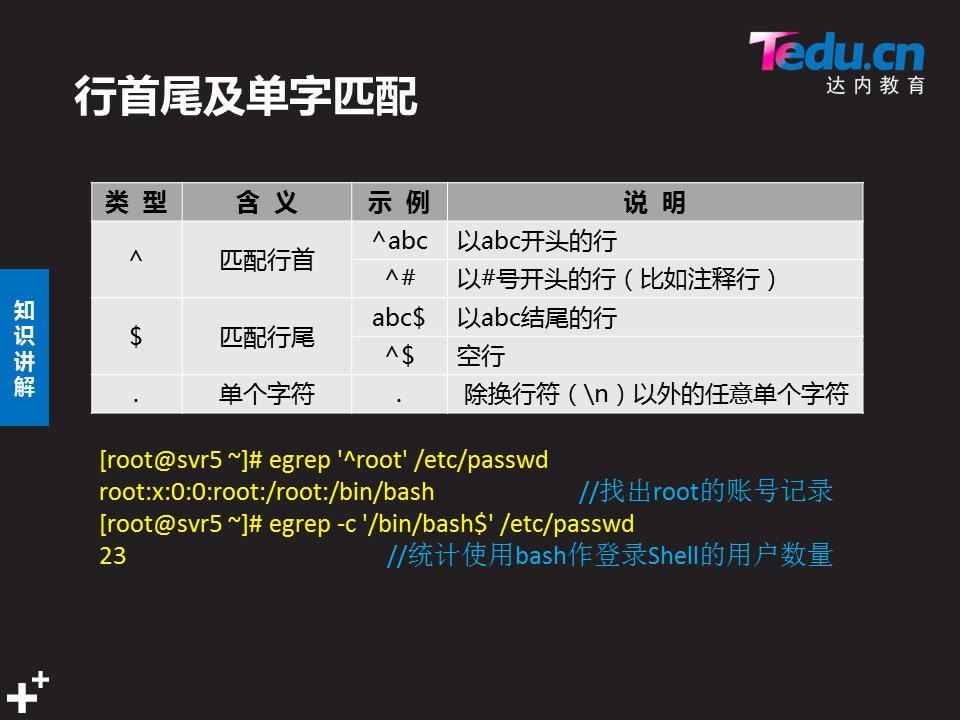 Tedu.cn
达内教育
行首尾及单字匹配
类 型 含 义 示 例 说 明
^ 匹配行首 ^abc 以abc开头的行
^# 以#号开头的行（比如注释行）
$ 匹配行尾 abc$ 以abc结尾的行
^$ 空行
. 单个字符 . 除换行符（\n）以外的任意单个字符
知识讲解
[root@svr5 ~]# egrep '^root' /etc/passwd
root:x:0:0:root:/root:/bin/bash //找出root的账号记录
[root@svr5 ~]# egrep -c '/bin/bash$' /etc/passwd
23 //统计使用bash作登录Shell的用户数量